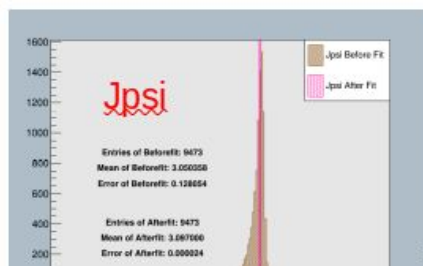 1600
Jpsi Before Fit
1400
Jpsi After Fit
Jpsi
1200
1000
Entries of Beforefit: 9473
800
Mean of Beforefit: 3.050358
Error of Beforefit: 0.128654
600
Entries of Afterfit: 9473
400
Mean of Afterfit: 3.097000
Error of Afterfit: 0.000024
200